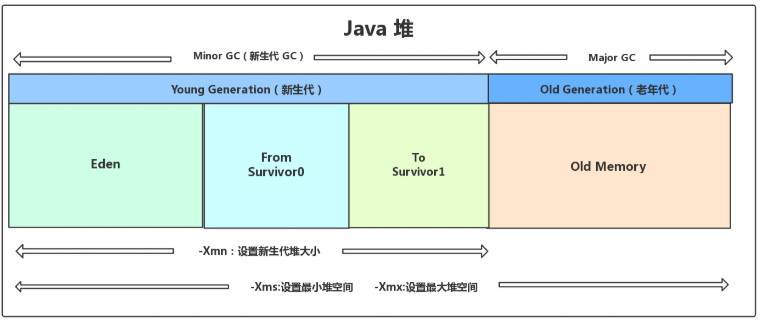 Java 堆
Minor GC（新生代 GC）
Major GC
Young Generation（新生代）
Old Generation（老年代）
Eden
From
Survivor0
To
Survivor1
Old Memory
-Xmn：设置新生代堆大小
-Xms:设置最小堆空间
-Xmx:设置最大堆空间